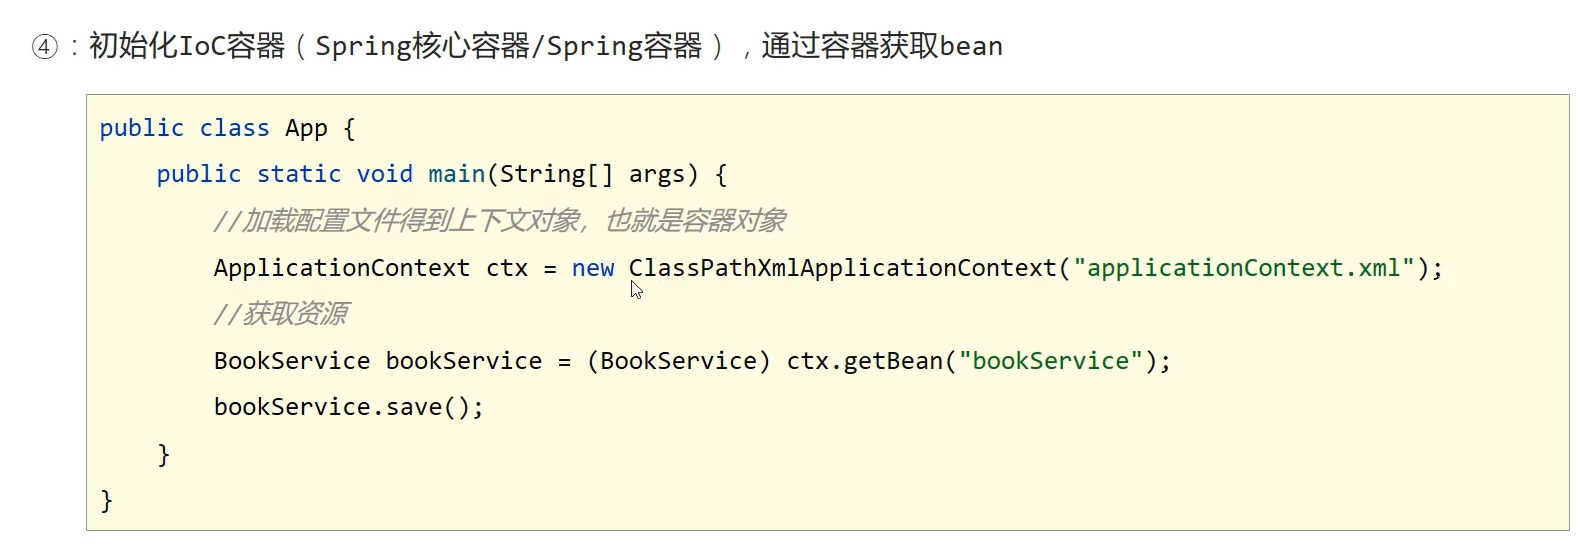 ④：初始化IoC容器（Spring核心容器/Spring容器），通过容器获取bean
public class App {
    public static void main(String[] args) {
        //加载配置文件得到上下文对象，也就是容器对象
        ApplicationContext ctx = new ClassPathXmlApplicationContext("applicationContext.xml");
        //获取资源
        BookService bookService = (BookService) ctx.getBean("bookService");
        bookService.save();
    }
}